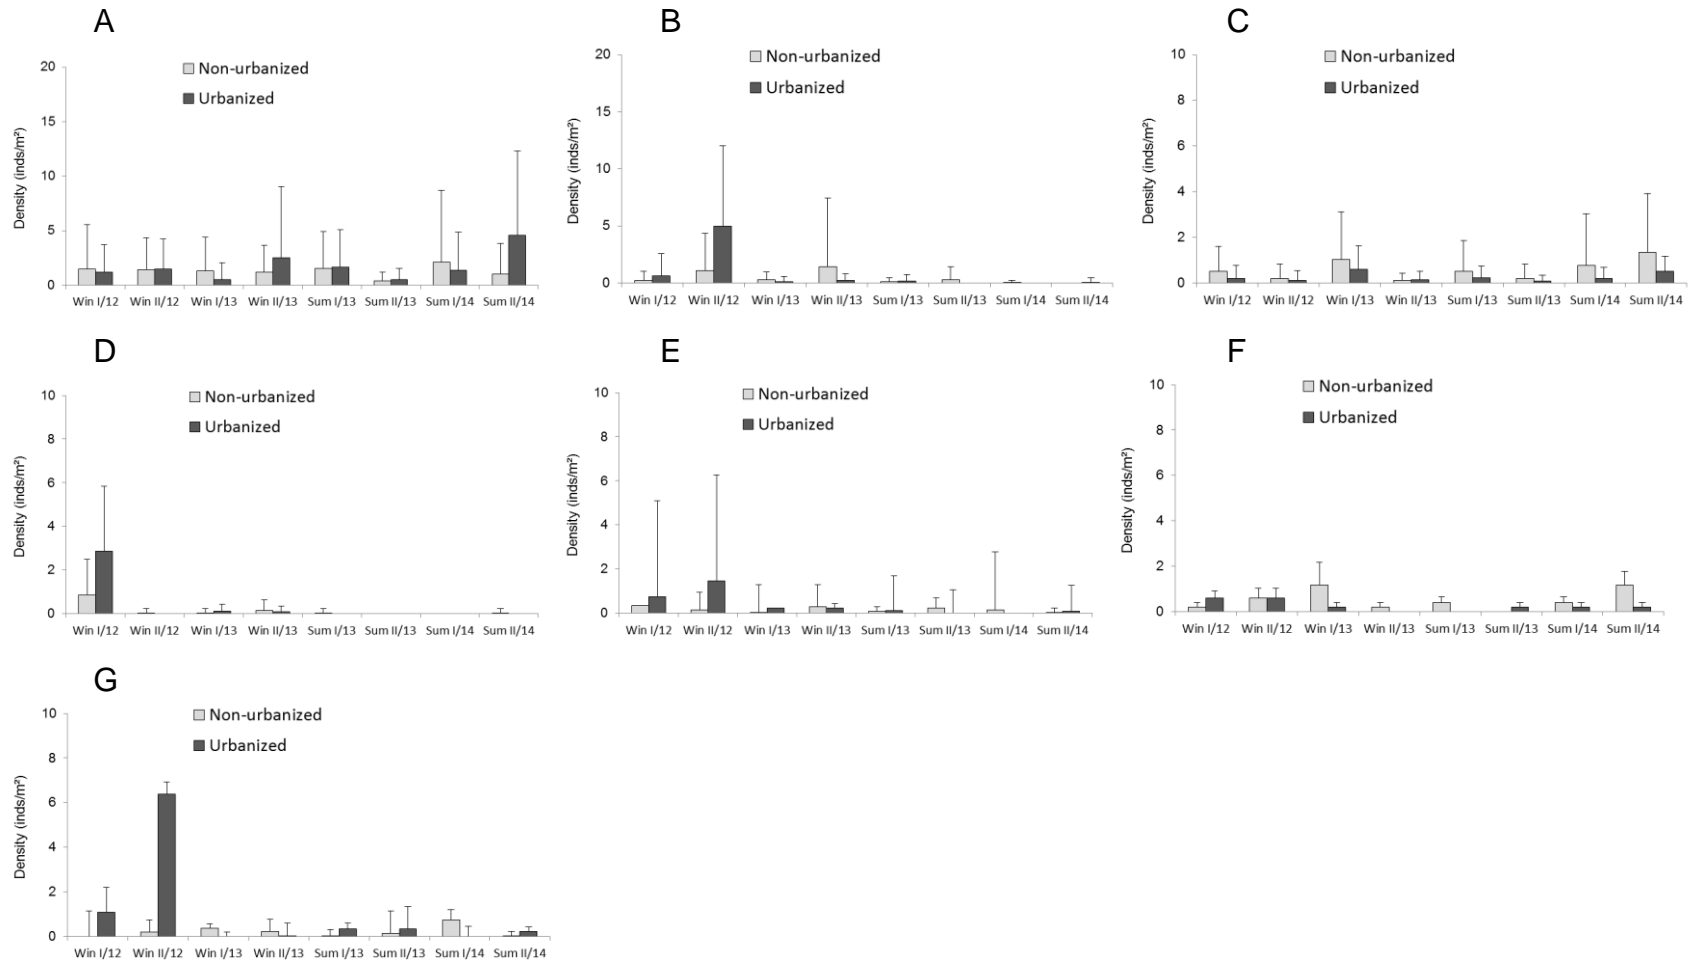 A
Non-urbanized
Urbanized
Density (inds/m²)
20
15
10
5
0
Win I/12 Win II/12 Win I/13 Win II/13 Sum I/13 Sum II/13 Sum I/14 Sum II/14
B
Non-urbanized
Urbanized
Density (inds/m²)
20
15
10
5
0
Win I/12 Win II/12 Win I/13 Win II/13 Sum I/13 Sum II/13 Sum I/14 Sum II/14
C
Non-urbanized
Urbanized
Density (inds/m²)
10
8
6
4
2
0
Win I/12 Win II/12 Win I/13 Win II/13 Sum I/13 Sum II/13 Sum I/14 Sum II/14
D
Non-urbanized
Urbanized
Density (inds/m²)
10
8
6
4
2
0
Win I/12 Win II/12 Win I/13 Win II/13 Sum I/13 Sum II/13 Sum I/14 Sum II/14
E
Non-urbanized
Urbanized
Density (inds/m²)
10
8
6
4
2
0
Win I/12 Win II/12 Win I/13 Win II/13 Sum I/13 Sum II/13 Sum I/14 Sum II/14
F
Non-urbanized
Urbanized
Density (inds/m²)
10
8
6
4
2
0
Win I/12 Win II/12 Win I/13 Win II/13 Sum I/13 Sum II/13 Sum I/14 Sum II/14
G
Non-urbanized
Urbanized
Density (inds/m²)
10
8
6
4
2
0
Win I/12 Win II/12 Win I/13 Win II/13 Sum I/13 Sum II/13 Sum I/14 Sum II/14